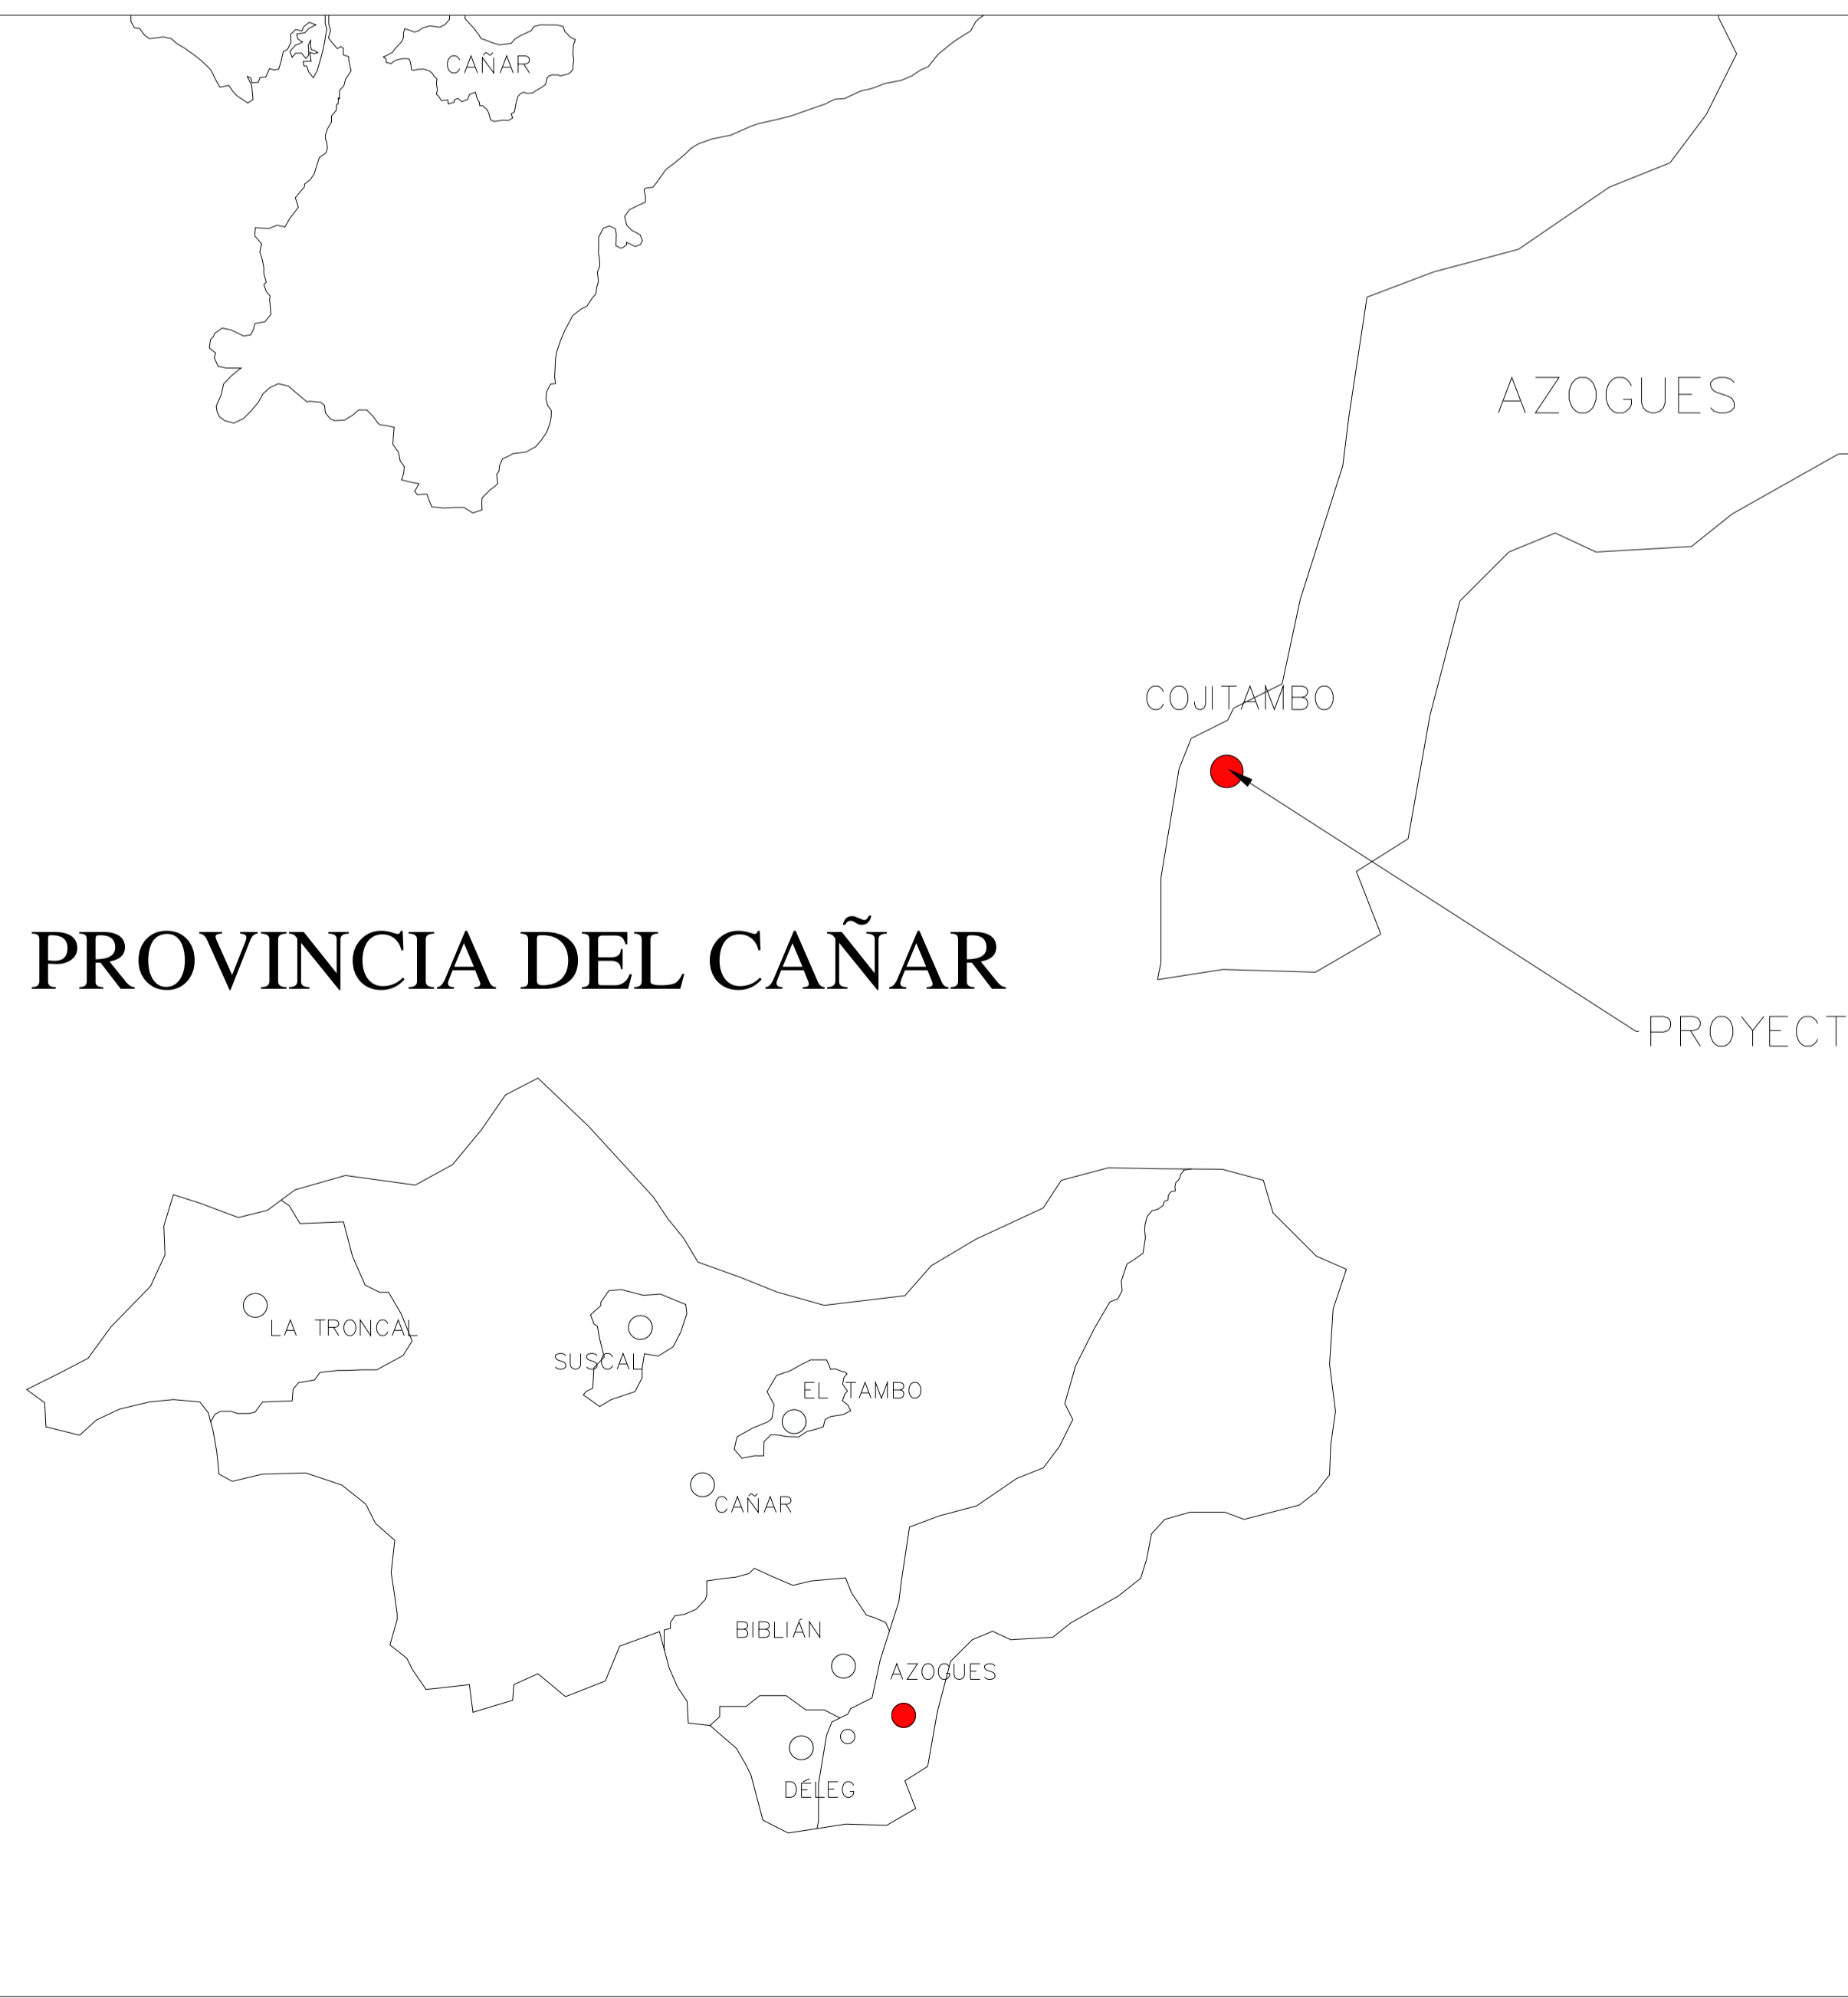 CAÑAR
AZOGUES
COJITAMBO
PROVINCIA DEL CAÑAR
PROYECT
LA TRONCAL
SUSCAL
EL TAMBO
CAÑAR
BIBLIÁN
AZOGUES
DÉLEG